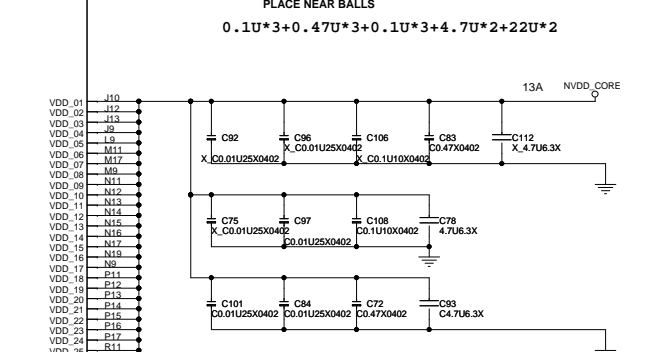 PLACE NEAR BALLS
0.1U*3+0.47U*3+0.1U*3+4.7U*2+22U*2
13A NVDD_CORE
VDD_01 J10
VDD_02 J12
VDD_03 J13
VDD_04 J9
VDD_05 L9
VDD_06 M11
VDD_07 M17
VDD_08 M9
VDD_09 N11
VDD_10 N12
VDD_11 N13
VDD_12 N14
VDD_13 N15
VDD_14 N16
VDD_15 N17
VDD_16 N19
VDD_17 N9
VDD_18 P11
VDD_19 P12
VDD_20 P13
VDD_21 P14
VDD_22 P15
VDD_23 P16
VDD_24 P17
VDD_25 R11
C92 C96 C106 C83 C112
X_C0.01U25X0402 X_C0.01U25X0402 X_C0.1U10X0402 C0.47X0402 X_4.7U6.3X
C75 C97 C108 C78
X_C0.01U25X0402 C0.01U25X0402 C0.1U10X0402 4.7U6.3X
C101 C84 C72 C93
C0.01U25X0402 C0.01U25X0402 C0.47X0402 C4.7U6.3X